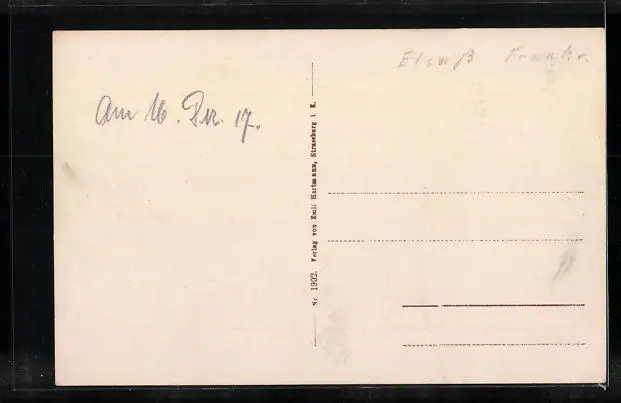 Elsaß Frankr.
Am 16. Dez. 17.
Nr. 1902. Verlag von Emil Hartmann, Strassburg i. E.